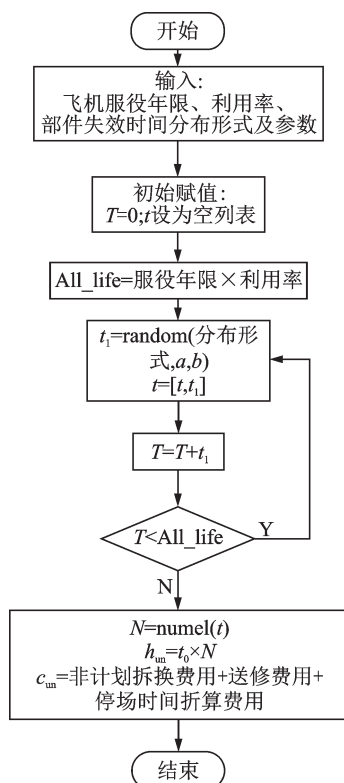 开始
输入:
飞机服役年限、利用率、
部件失效时间分布形式及参数
初始赋值:
T=0;t设为空列表
All_life=服役年限×利用率
t₁=random(分布形
式,a,b)
t=[t,t₁]
T=T+t₁
T<All_life
Y
N
N=numel(t)
hᵤₙ=t₀×N
cᵤₙ=非计划拆换费用+送修费用+
停场时间折算费用
结束